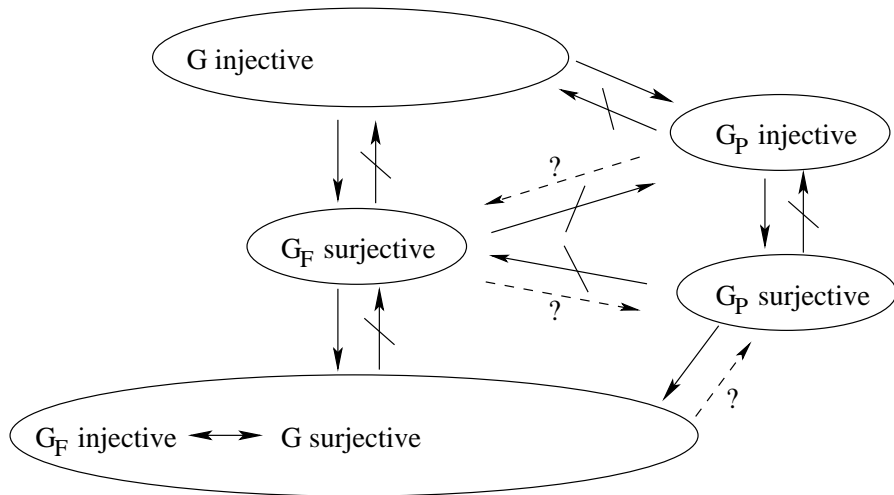 G injective
G_P injective
?
G_F surjective
G_P surjective
?
?
G_F injective G surjective